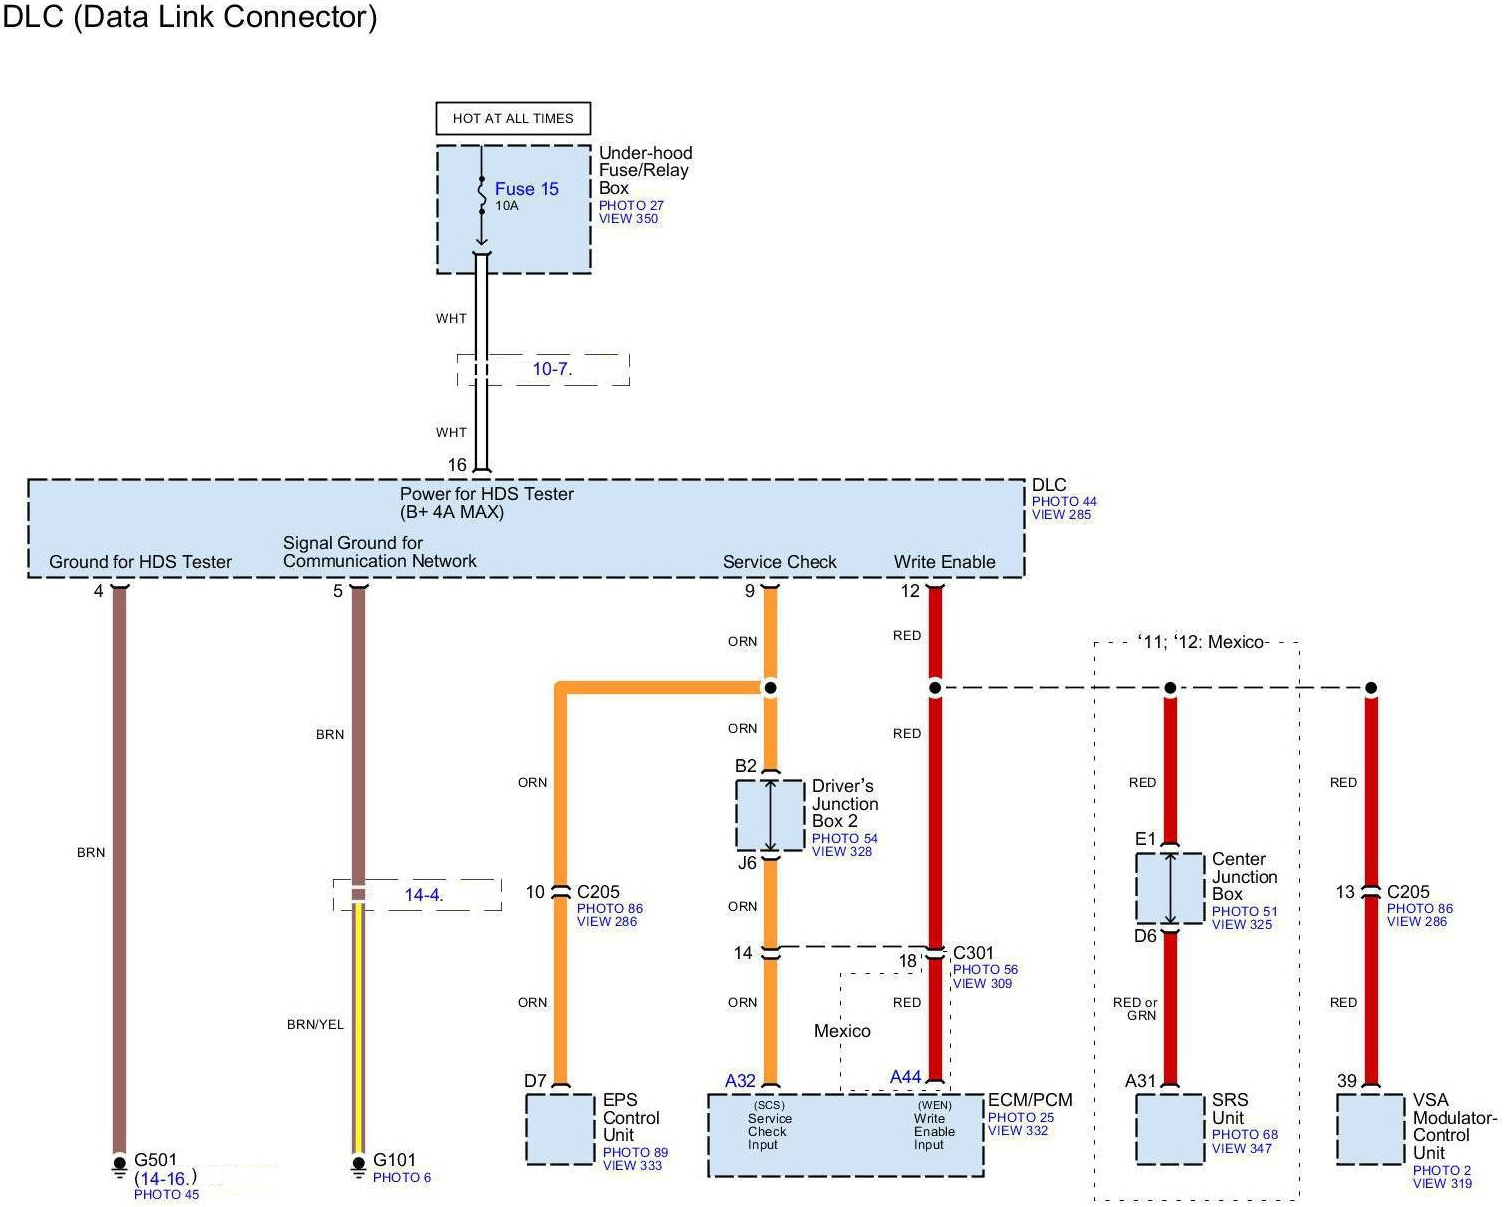 DLC (Data Link Connector)
HOT AT ALL TIMES
Under-hood
Fuse/Relay
Box
PHOTO 27
VIEW 350
Fuse 15
10A
WHT
10-7.
WHT
16
Power for HDS Tester
(B+ 4A MAX)
DLC
PHOTO 44
VIEW 285
Ground for HDS Tester
Signal Ground for
Communication Network
Service Check
Write Enable
4
5
9
12
ORN
RED
‘11; ‘12: Mexico
BRN
ORN
RED
B2
ORN
Driver’s
Junction
Box 2
PHOTO 54
VIEW 328
RED
RED
BRN
J6
E1
Center
Junction
Box
PHOTO 51
VIEW 325
14-4.
10
C205
PHOTO 86
VIEW 286
ORN
13
C205
PHOTO 86
VIEW 286
D6
14
18
C301
PHOTO 56
VIEW 309
BRN/YEL
ORN
ORN
RED
Mexico
RED or
GRN
RED
D7
A32
A44
A31
39
EPS
Control
Unit
PHOTO 89
VIEW 333
(SCS)
Service
Check
Input
(WEN)
Write
Enable
Input
ECM/PCM
PHOTO 25
VIEW 332
SRS
Unit
PHOTO 68
VIEW 347
VSA
Modulator-
Control
Unit
PHOTO 2
VIEW 319
G501
(14-16.)
PHOTO 45
G101
PHOTO 6